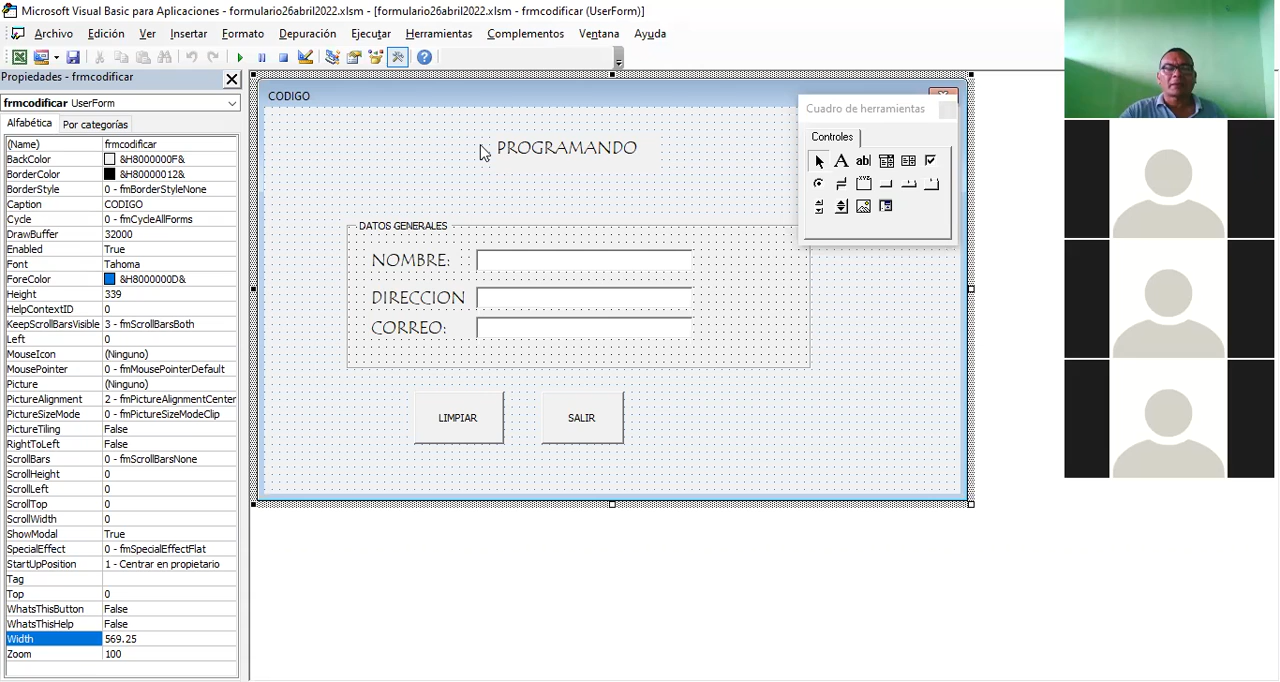 Microsoft Visual Basic para Aplicaciones - formulario26abril2022.xlsm - [formulario26abril2022.xlsm - frmcodificar (UserForm)]
Archivo Edición Ver Insertar Formato Depuración Ejecutar Herramientas Complementos Ventana Ayuda
Propiedades - frmcodificar
frmcodificar UserForm
Alfabética Por categorías
(Name) frmcodificar
BackColor &H8000000F&
BorderColor &H80000012&
BorderStyle 0 - fmBorderStyleNone
Caption CODIGO
Cycle 0 - fmCycleAllForms
DrawBuffer 32000
Enabled True
Font Tahoma
ForeColor &H8000000D&
Height 339
HelpContextID 0
KeepScrollBarsVisible 3 - fmScrollBarsBoth
Left 0
MouseIcon (Ninguno)
MousePointer 0 - fmMousePointerDefault
Picture (Ninguno)
PictureAlignment 2 - fmPictureAlignmentCenter
PictureSizeMode 0 - fmPictureSizeModeClip
PictureTiling False
RightToLeft False
ScrollBars 0 - fmScrollBarsNone
ScrollHeight 0
ScrollLeft 0
ScrollTop 0
ScrollWidth 0
ShowModal True
SpecialEffect 0 - fmSpecialEffectFlat
StartUpPosition 1 - Centrar en propietario
Tag
Top 0
WhatsThisButton False
WhatsThisHelp False
Width 569.25
Zoom 100
CODIGO
PROGRAMANDO
DATOS GENERALES
NOMBRE:
DIRECCION
CORREO:
LIMPIAR SALIR
Cuadro de herramientas
Controles
A ab|
XYZ